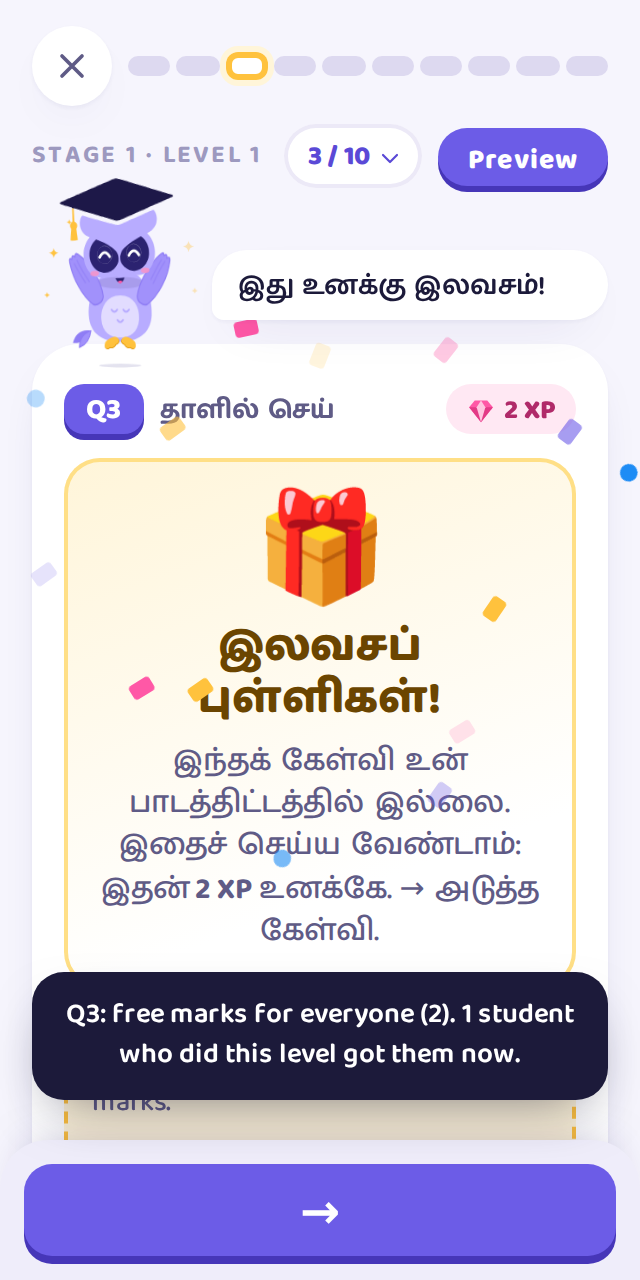 STAGE 1 · LEVEL 1
3 / 10
Preview
இது உனக்கு இலவசம்!
Q3
தாளில் செய்
2 XP
இலவசப்
புள்ளிகள்!
இந்தக் கேள்வி உன்
பாடத்திட்டத்தில் இல்லை.
இதைச் செய்ய வேண்டாம்:
இதன் 2 XP உனக்கே. → அடுத்த
கேள்வி.
Q3: free marks for everyone (2). 1 student
who did this level got them now.
marks.
→